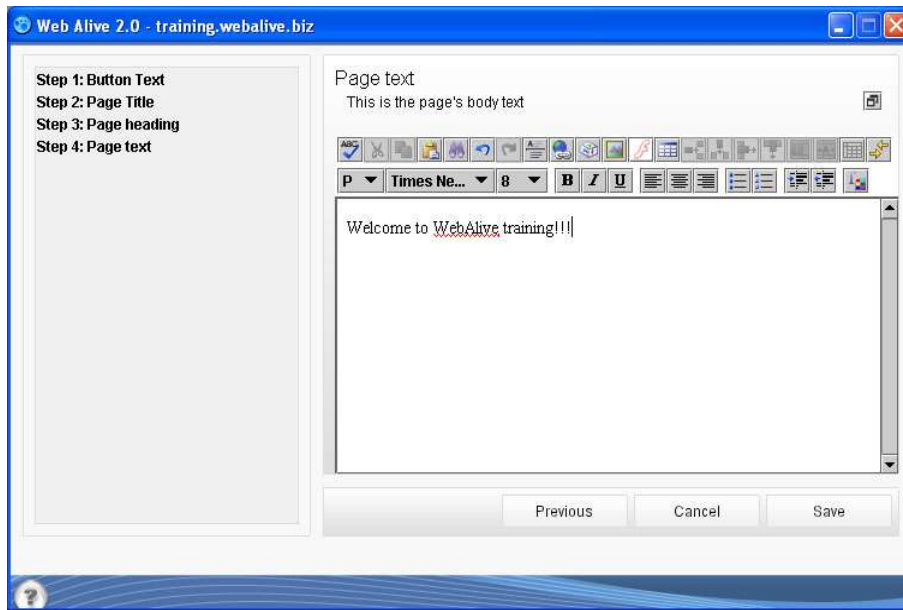 Web Alive 2.0 - training.webalive.biz
Step 1: Button Text
Step 2: Page Title
Step 3: Page heading
Step 4: Page text
Page text
This is the page's body text
ABC
P Times Ne... 8 B I U
Welcome to WebAlive training!!!
Previous Cancel Save
?